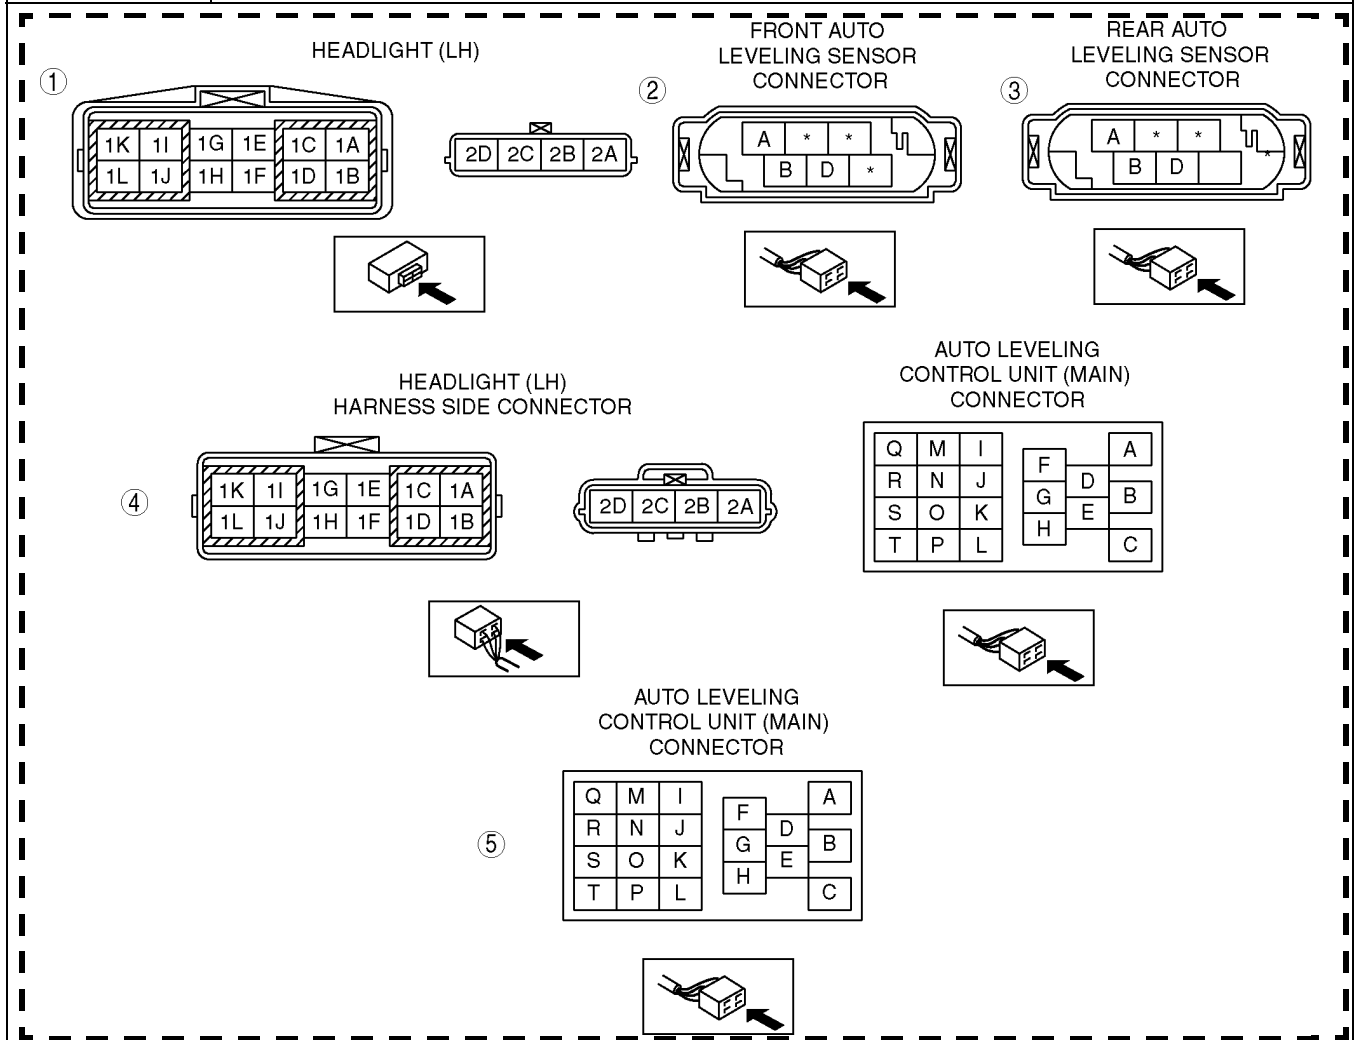 HEADLIGHT (LH)
FRONT AUTO
LEVELING SENSOR
CONNECTOR
REAR AUTO
LEVELING SENSOR
CONNECTOR
1
2
3
1K 1I 1G 1E 1C 1A
1L 1J 1H 1F 1D 1B
2D 2C 2B 2A
A * *
B D *
A * *
B D *
HEADLIGHT (LH)
HARNESS SIDE CONNECTOR
AUTO LEVELING
CONTROL UNIT (MAIN)
CONNECTOR
4
1K 1I 1G 1E 1C 1A
1L 1J 1H 1F 1D 1B
2D 2C 2B 2A
Q M I F A
R N J G D B
S O K H E
T P L C
AUTO LEVELING
CONTROL UNIT (MAIN)
CONNECTOR
5
Q M I F A
R N J G D B
S O K H E
T P L C